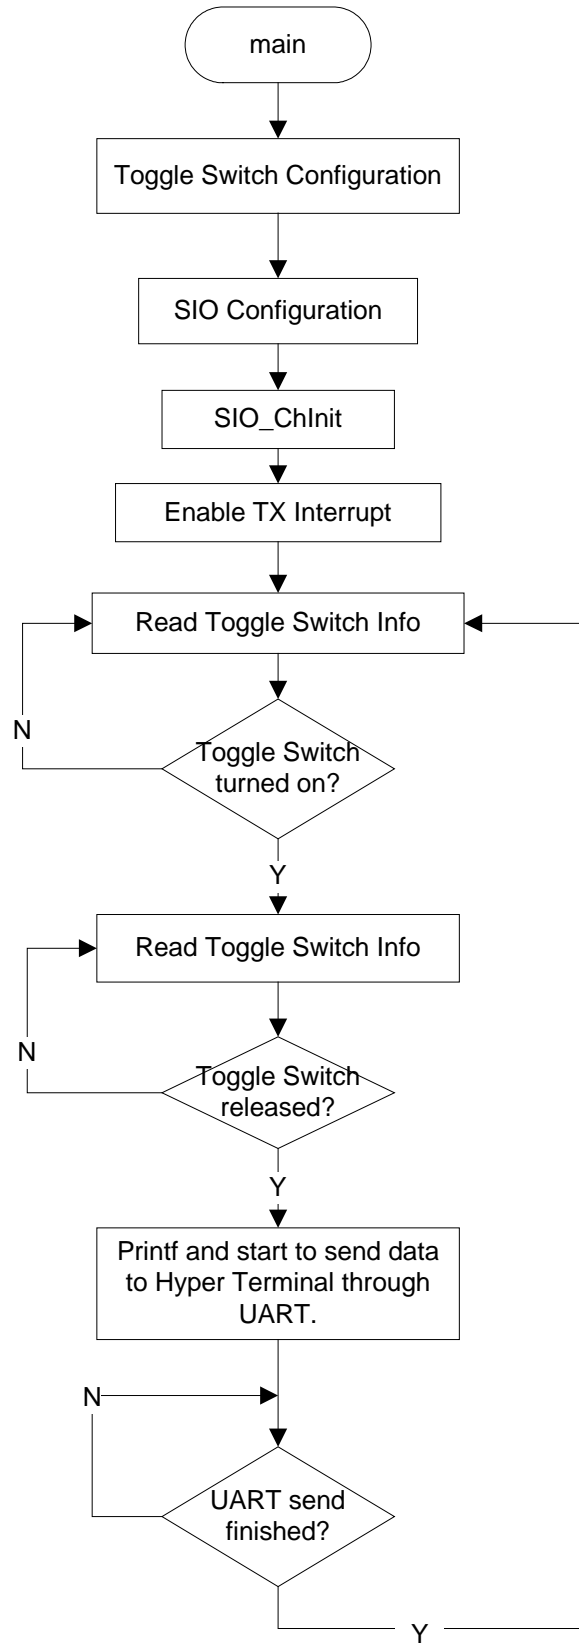 main
Toggle Switch Configuration
SIO Configuration
SIO_ChInit
Enable TX Interrupt
Read Toggle Switch Info
N
Toggle Switch
turned on?
Y
Read Toggle Switch Info
N
Toggle Switch
released?
Y
Printf and start to send data
to Hyper Terminal through
UART.
N
UART send
finished?
Y